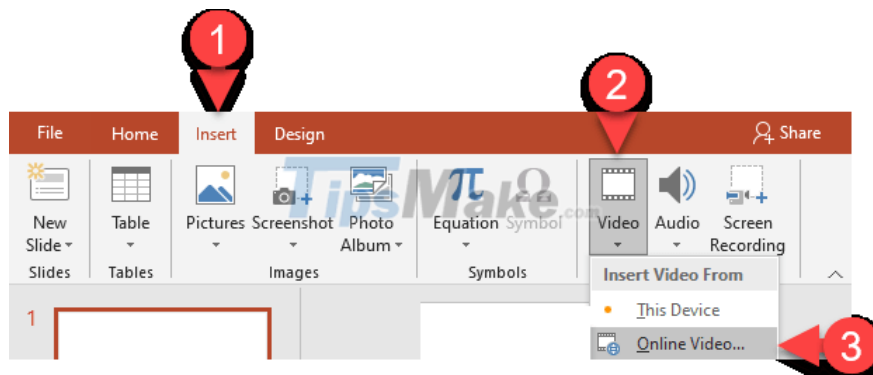 1
2
File Home Insert Design Share
TipsMake.com
New Slide
Table
Pictures
Screenshot
Photo Album
Equation
Symbol
Video
Audio
Screen Recording
Slides
Tables
Images
Symbols
Insert Video From
This Device
Online Video...
1
3